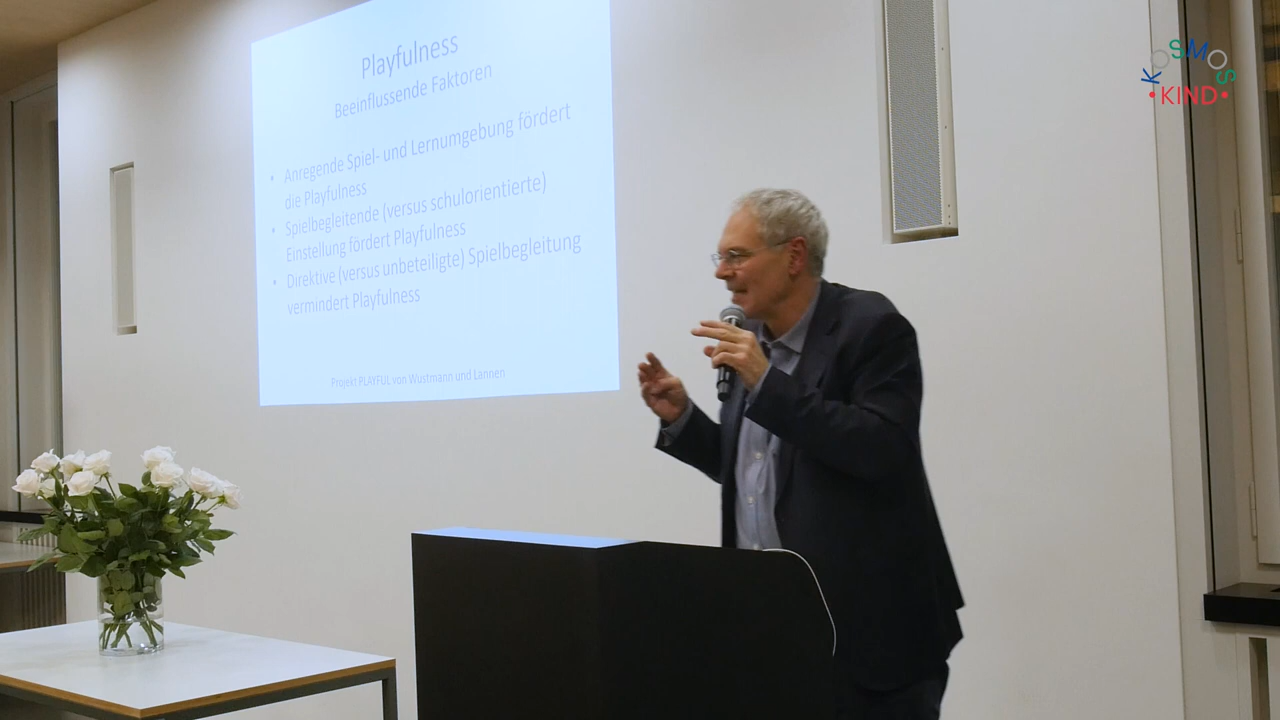 Playfulness
Beeinflussende Faktoren
• Anregende Spiel- und Lernumgebung fördert
die Playfulness
• Spielbegleitende (versus schulorientierte)
Einstellung fördert Playfulness
• Direktive (versus unbeteiligte) Spielbegleitung
vermindert Playfulness
Projekt PLAYFUL von Wustmann und Lannen
KOSMOS
•KIND•